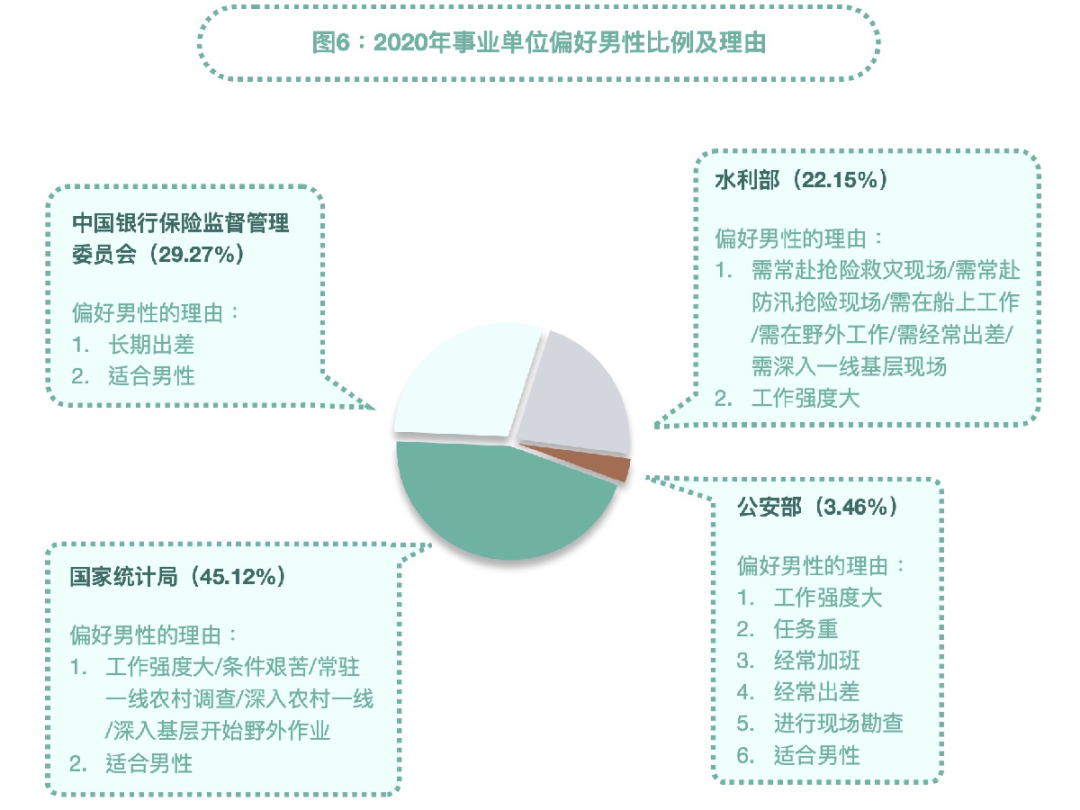 图6：2020年事业单位偏好男性比例及理由
中国银行保险监督管理
委员会（29.27%）
偏好男性的理由：
1. 长期出差
2. 适合男性
水利部（22.15%）
偏好男性的理由：
1. 需常赴抢险救灾现场/需常赴
防汛抢险现场/需在船上工作
/需在野外工作/需经常出差/
需深入一线基层现场
2. 工作强度大
国家统计局（45.12%）
偏好男性的理由：
1. 工作强度大/条件艰苦/常驻
一线农村调查/深入农村一线
/深入基层开始野外作业
2. 适合男性
公安部（3.46%）
偏好男性的理由：
1. 工作强度大
2. 任务重
3. 经常加班
4. 经常出差
5. 进行现场勘查
6. 适合男性